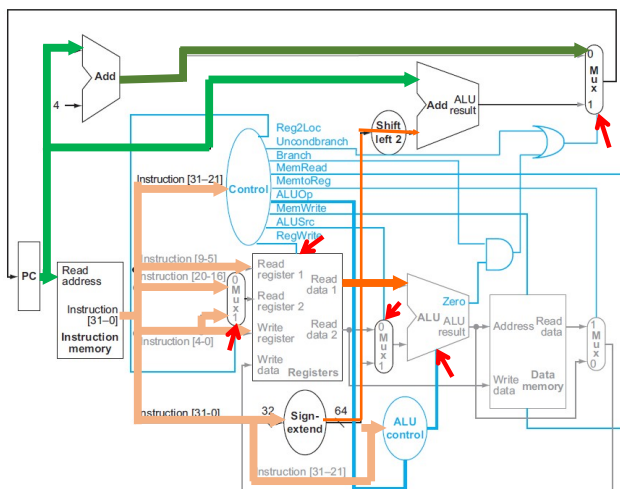 Add
4
Add
ALU
result
Shift
left 2
0
Mux
1
Reg2Loc
Uncondbranch
Branch
MemRead
MemtoReg
ALUOp
MemWrite
ALUSrc
RegWrite
Control
Instruction [31–21]
PC
Read
address
Instruction
[31–0]
Instruction
memory
Instruction [9-5]
Instruction [20-16]
Instruction [4-0]
0
Mux
1
Read
register 1
Read
register 2
Write
register
Write
data
Read
data 1
Read
data 2
Registers
0
Mux
1
Zero
ALU
ALU
result
Address
Read
data
Write
data
Data
memory
1
Mux
0
Instruction [31-0]
32
Sign-
extend
64
ALU
control
Instruction [31–21]